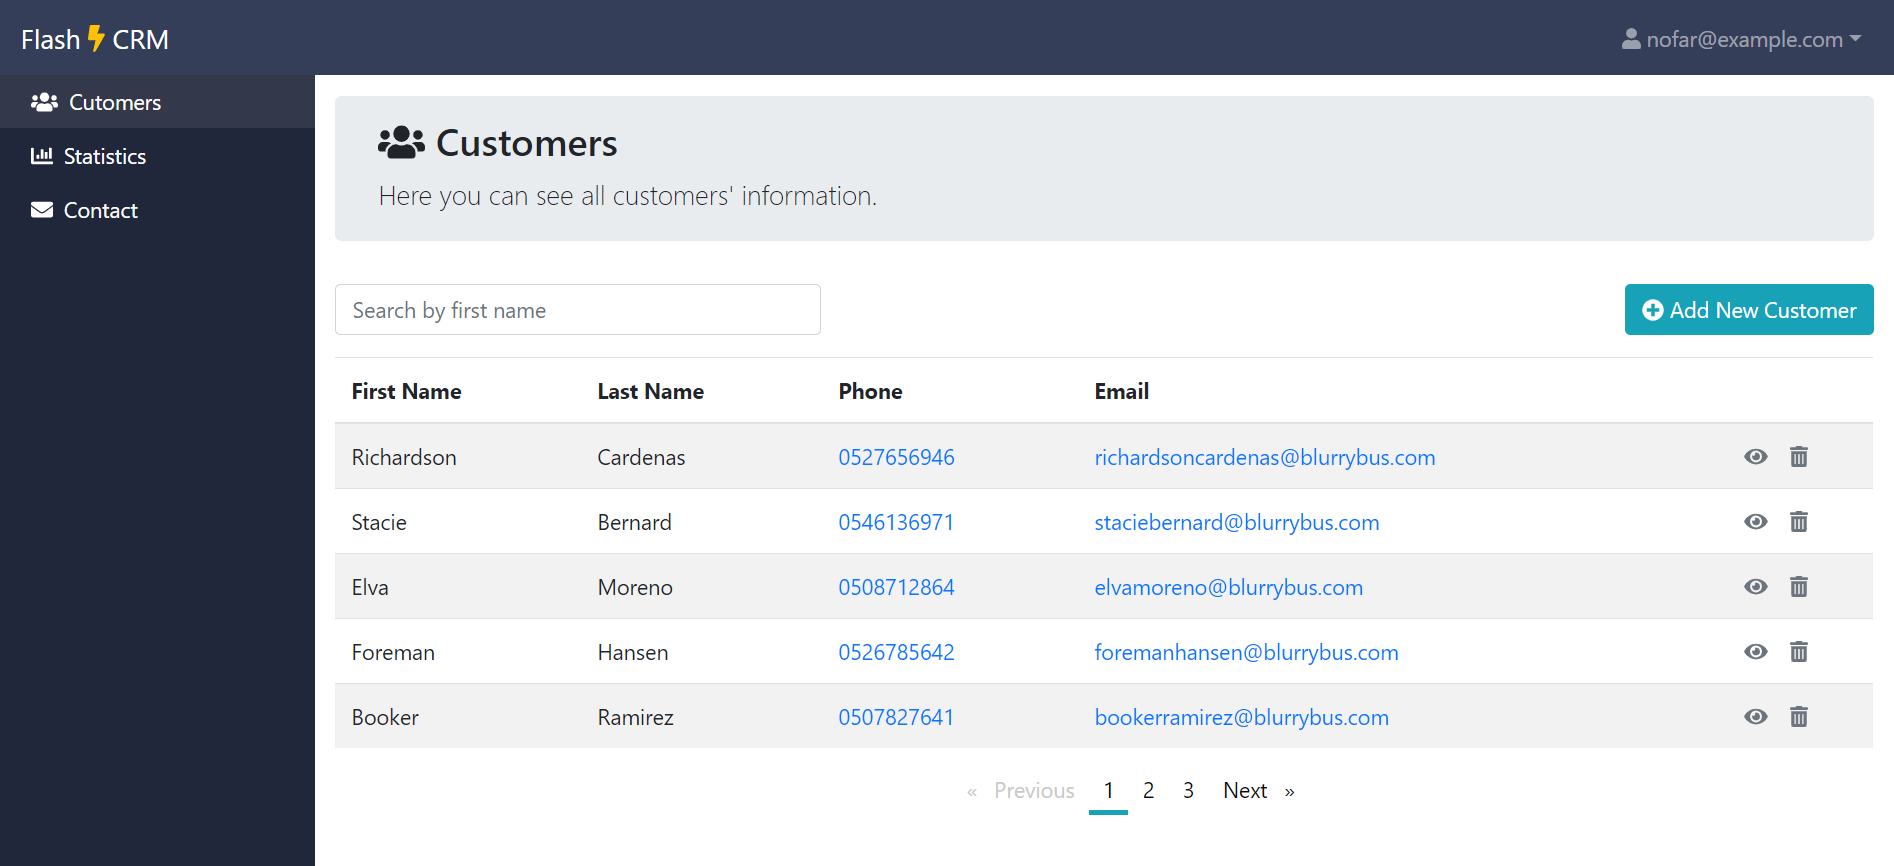 Flash CRM
nofar@example.com
Cutomers
Statistics
Contact
Customers
Here you can see all customers' information.
Search by first name
Add New Customer
First Name Last Name Phone Email
Richardson Cardenas 0527656946 richardsoncardenas@blurrybus.com
Stacie Bernard 0546136971 staciebernard@blurrybus.com
Elva Moreno 0508712864 elvamoreno@blurrybus.com
Foreman Hansen 0526785642 foremanhansen@blurrybus.com
Booker Ramirez 0507827641 bookerramirez@blurrybus.com
« Previous 1 2 3 Next »